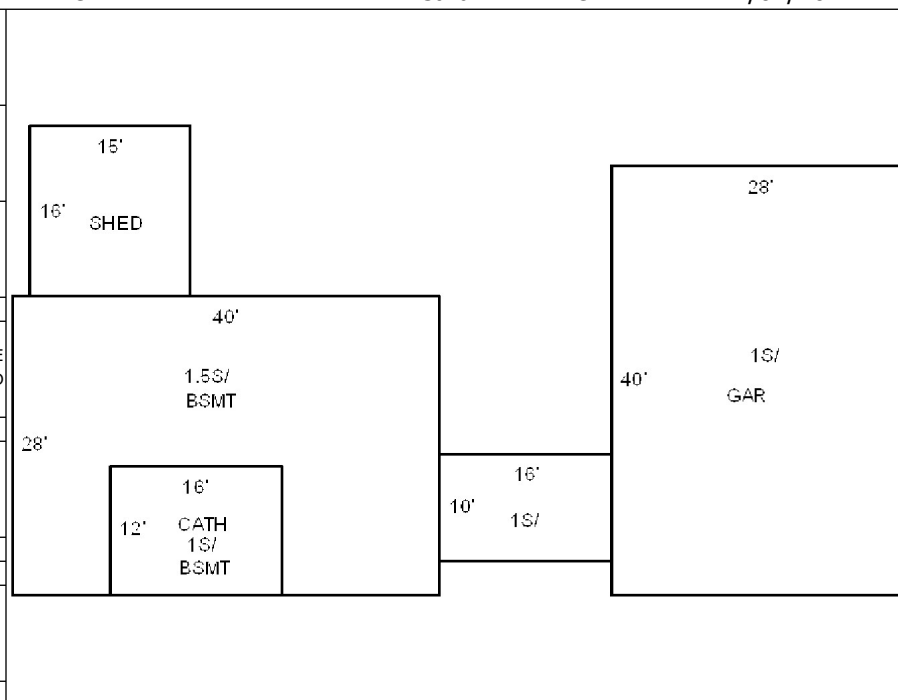 15'
16'
SHED
28'
40'
1.5S/
BSMT
1S/
40'
GAR
28'
16'
10'
1S/
16'
12'
CATH
1S/
BSMT